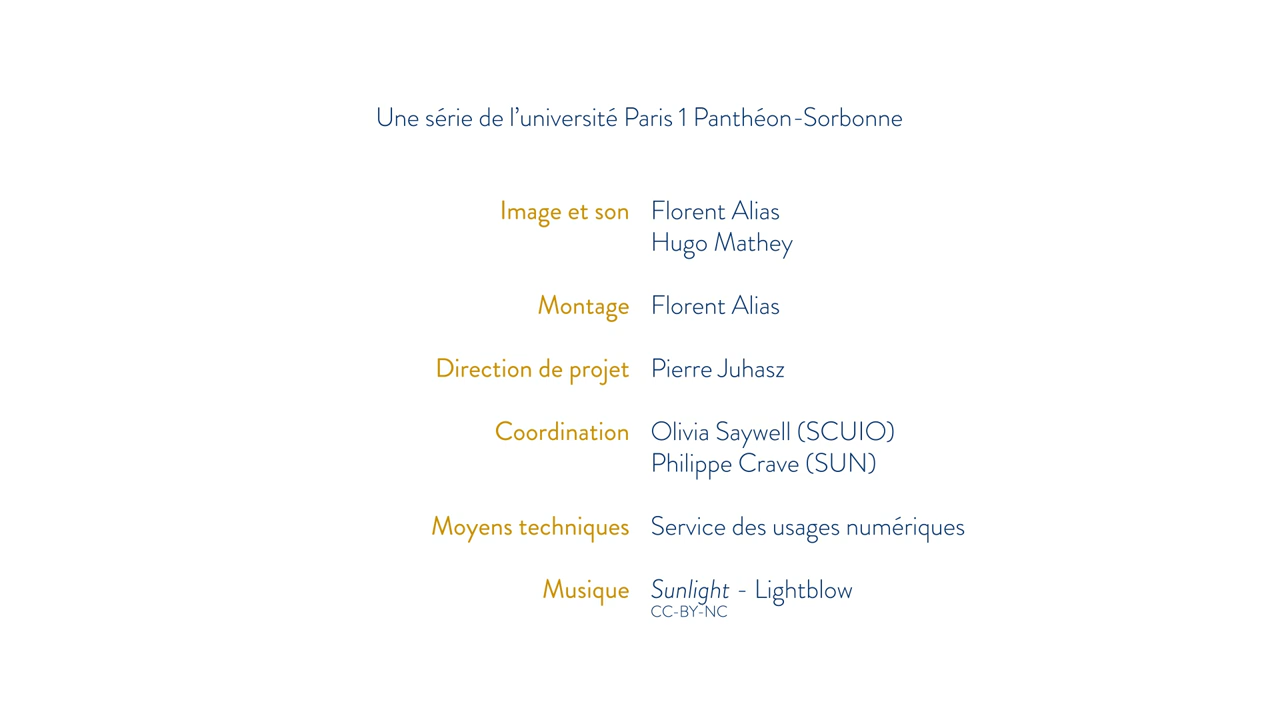 Une série de l’université Paris 1 Panthéon-Sorbonne
Image et son Florent Alias
Hugo Mathey
Montage Florent Alias
Direction de projet Pierre Juhasz
Coordination Olivia Saywell (SCUIO)
Philippe Crave (SUN)
Moyens techniques Service des usages numériques
Musique Sunlight - Lightblow
CC-BY-NC